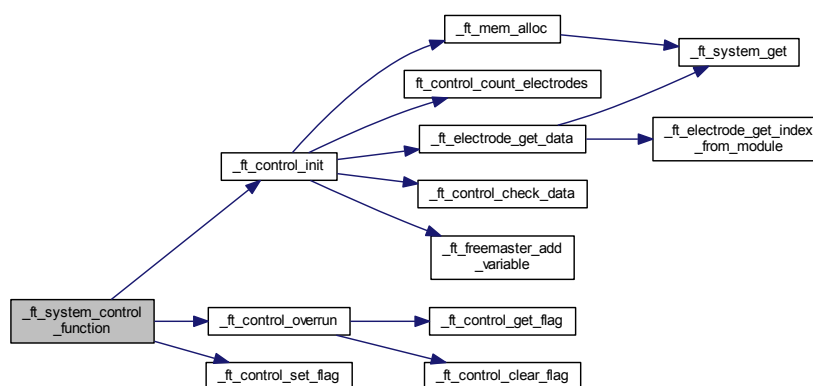 _ft_mem_alloc
_ft_system_get
ft_control_count_electrodes
_ft_electrode_get_data
_ft_electrode_get_index
_from_module
_ft_control_init
_ft_control_check_data
_ft_freemaster_add
_variable
_ft_system_control
_function
_ft_control_overrun
_ft_control_get_flag
_ft_control_set_flag
_ft_control_clear_flag